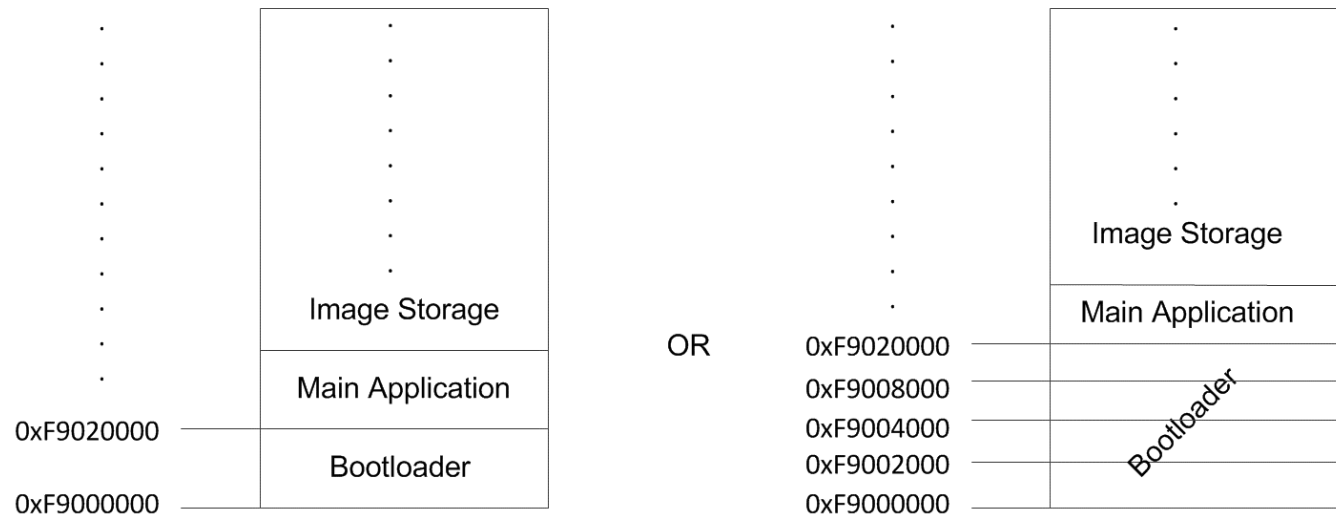 Image Storage
Main Application
0xF9020000
Bootloader
0xF9000000
OR
Image Storage
Main Application
0xF9020000
0xF9008000
0xF9004000
0xF9002000
0xF9000000
Bootloader